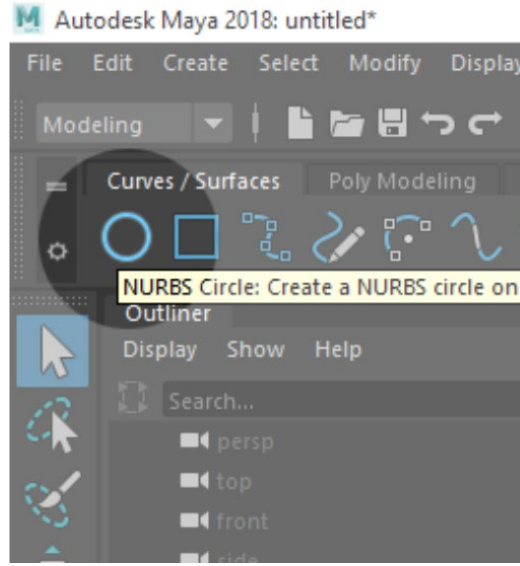 Autodesk Maya 2018: untitled*
File Edit Create Select Modify Display
Modeling
Curves / Surfaces Poly Modeling
NURBS Circle: Create a NURBS circle on
Outliner
Display Show Help
Search...
persp
top
front
side